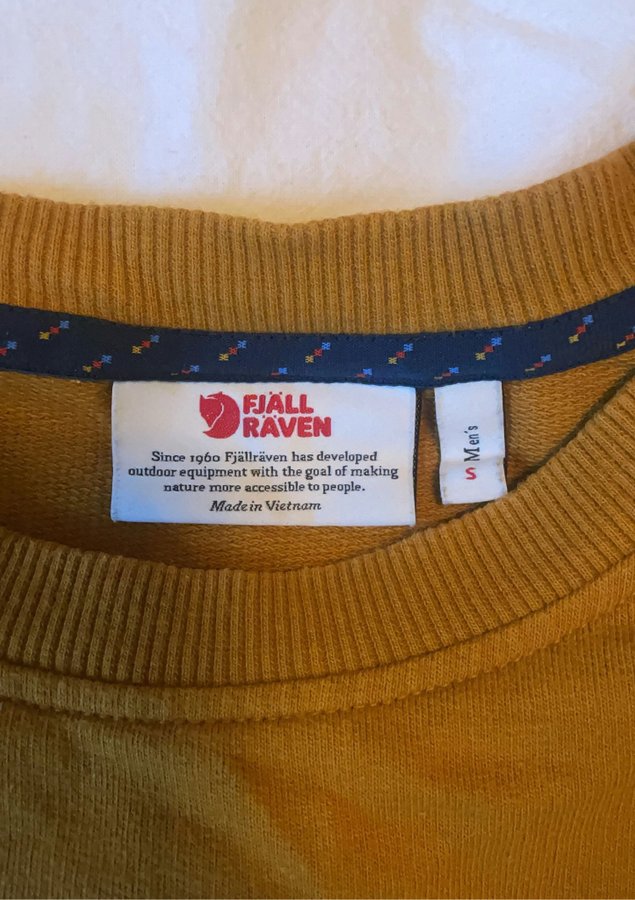 FJÄLL
RÄVEN
Since 1960 Fjällräven has developed
outdoor equipment with the goal of making
nature more accessible to people.
Made in Vietnam
S Men's